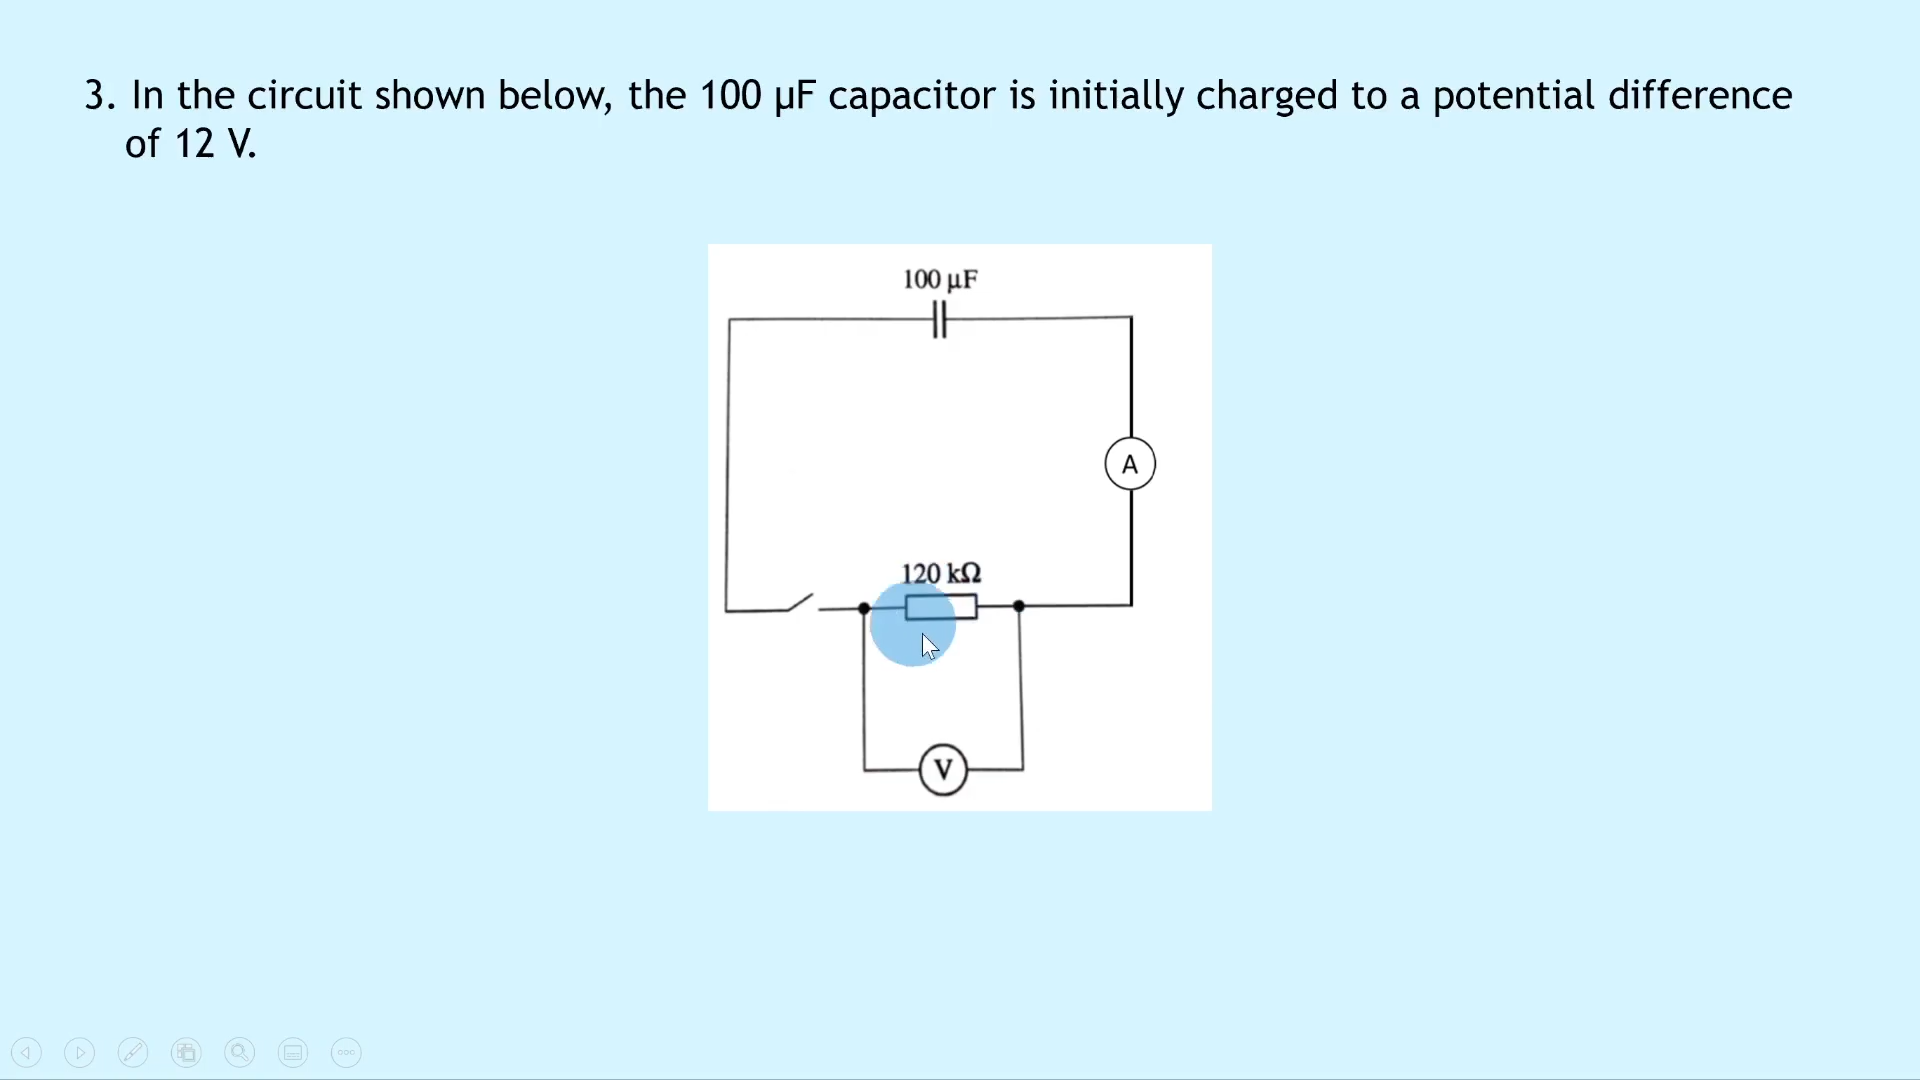 3. In the circuit shown below, the 100 μF capacitor is initially charged to a potential difference
of 12 V.
100 μF
A
120 kΩ
V